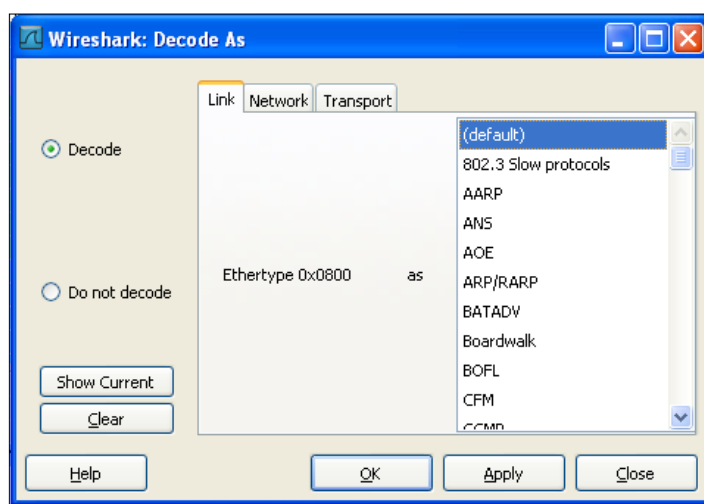 Wireshark: Decode As
Link Network Transport
Decode
Do not decode
Show Current
Clear
Ethertype 0x0800 as
(default)
802.3 Slow protocols
AARP
ANS
AOE
ARP/RARP
BATADV
Boardwalk
BOFL
CFM
Help OK Apply Close